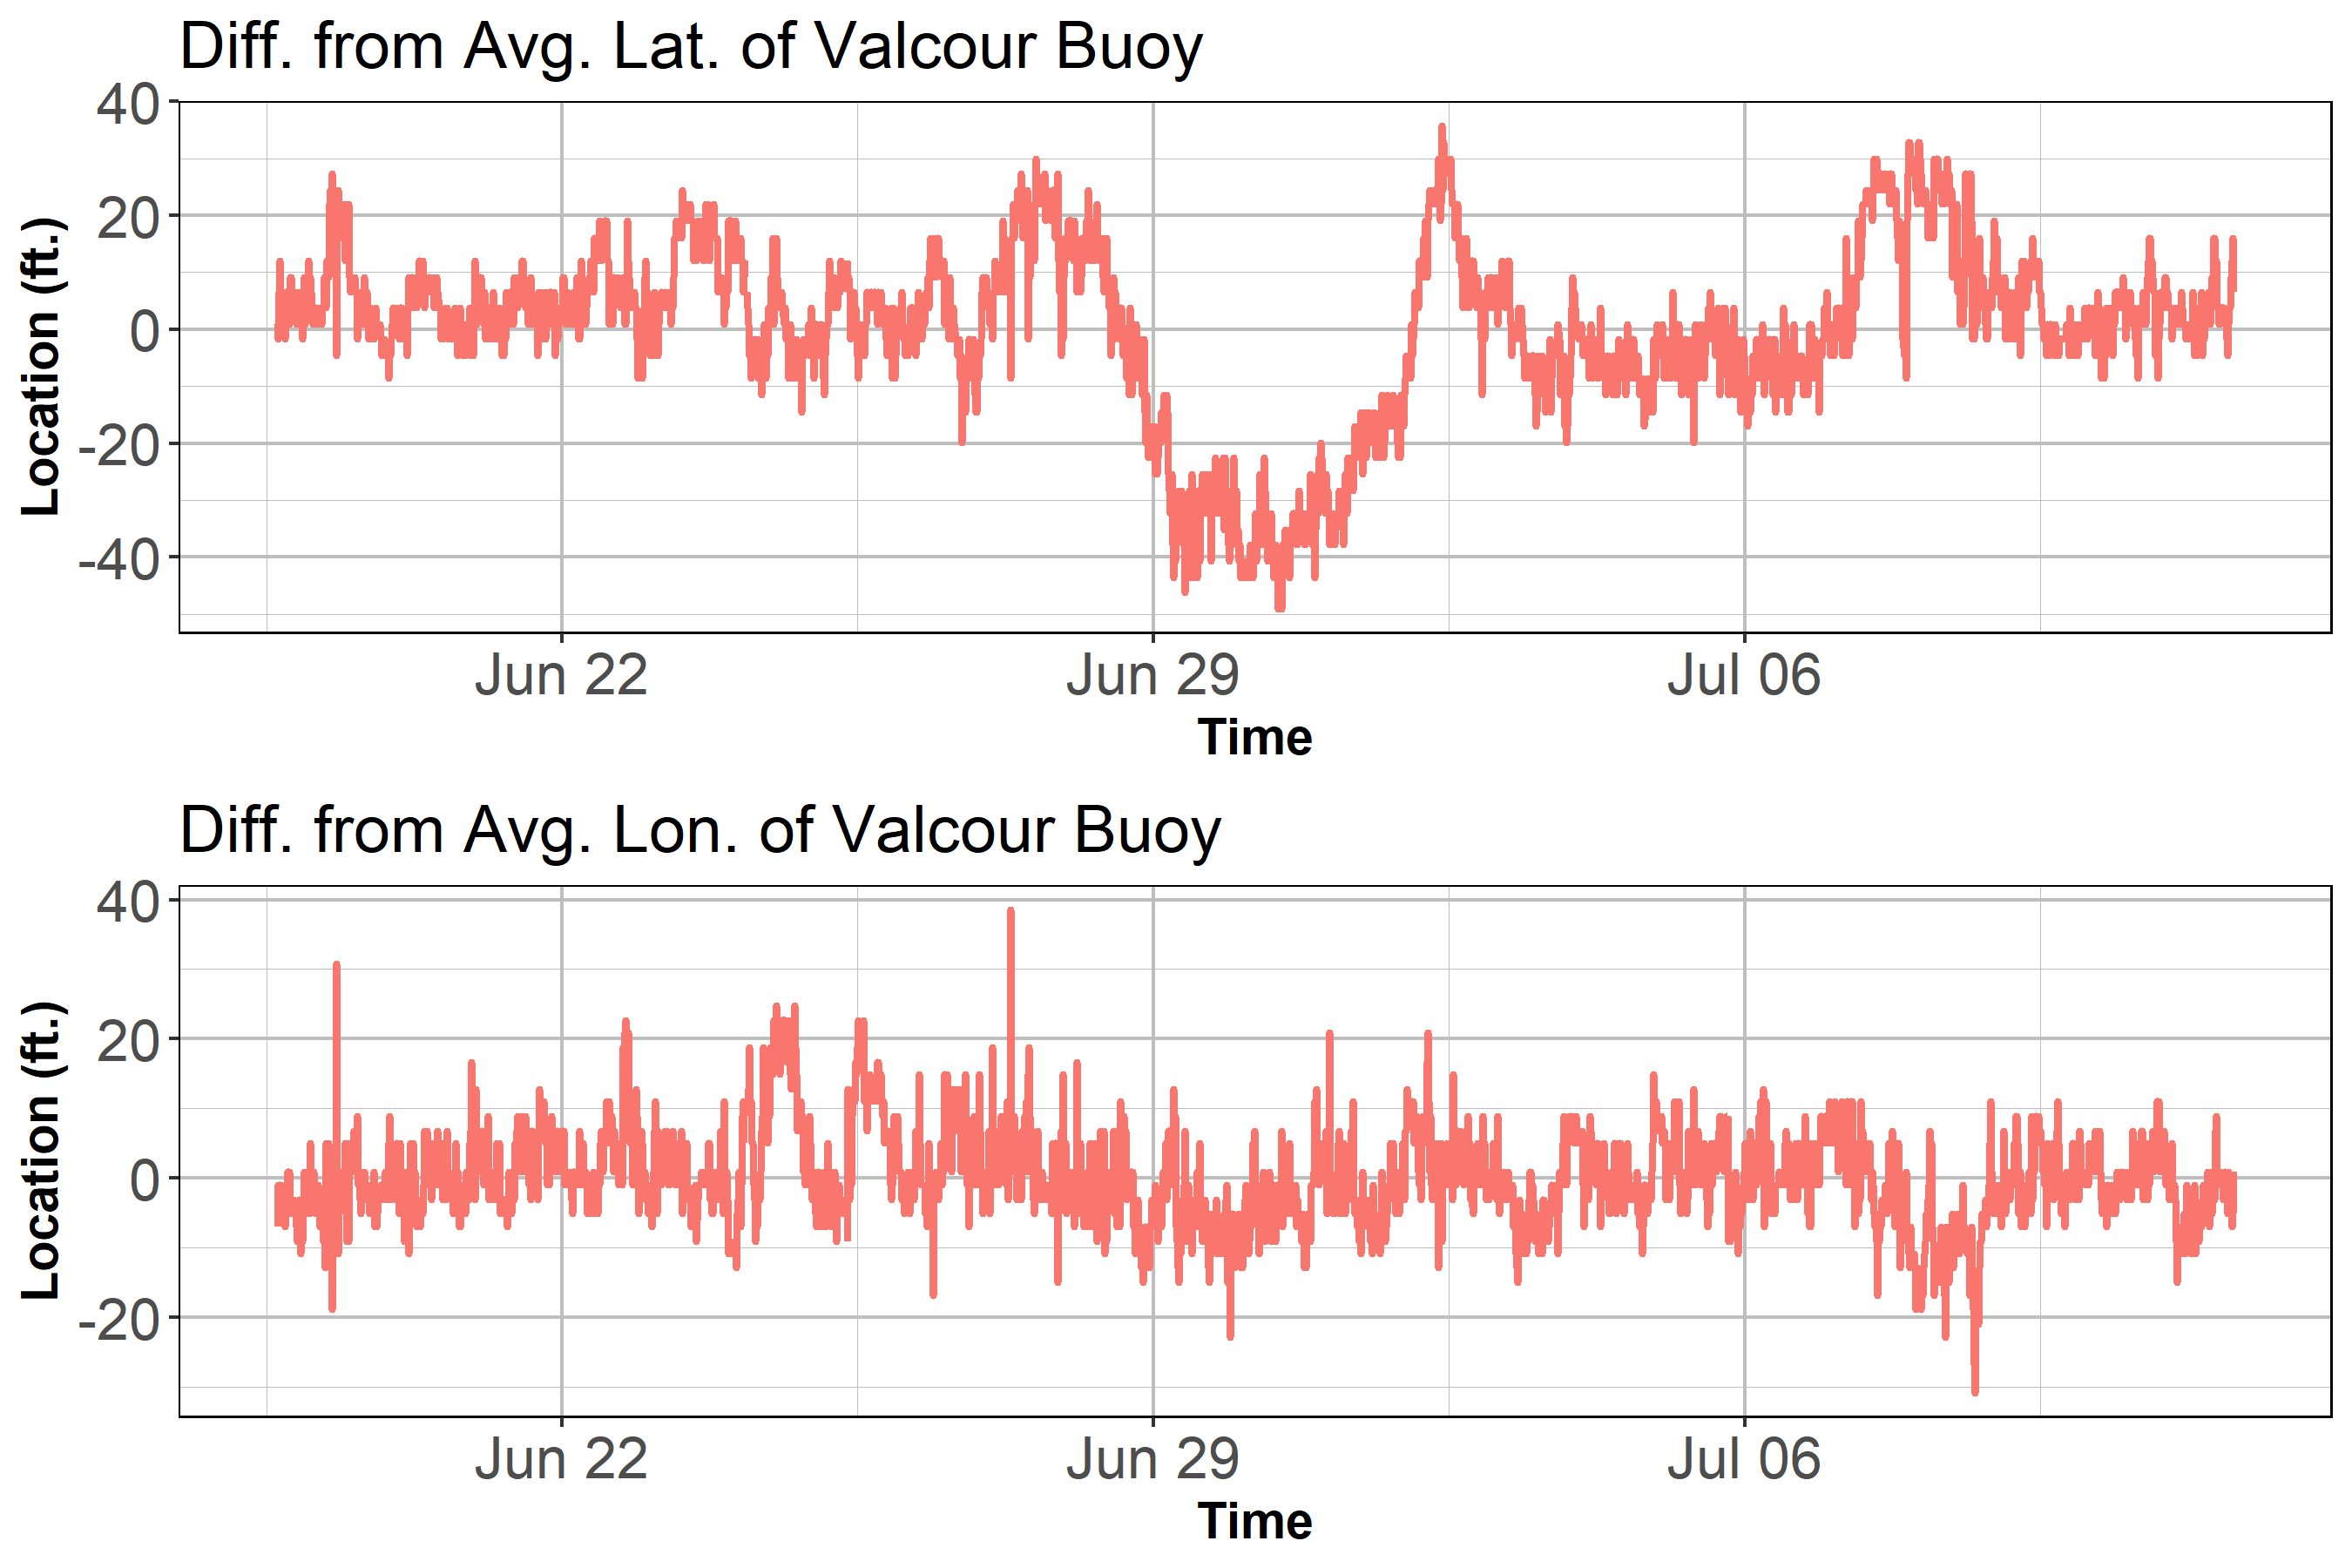 Diff. from Avg. Lat. of Valcour Buoy
40
20
0
-20
-40
Location (ft.)
Jun 22 Jun 29 Jul 06
Time
Diff. from Avg. Lon. of Valcour Buoy
40
20
0
-20
Location (ft.)
Jun 22 Jun 29 Jul 06
Time